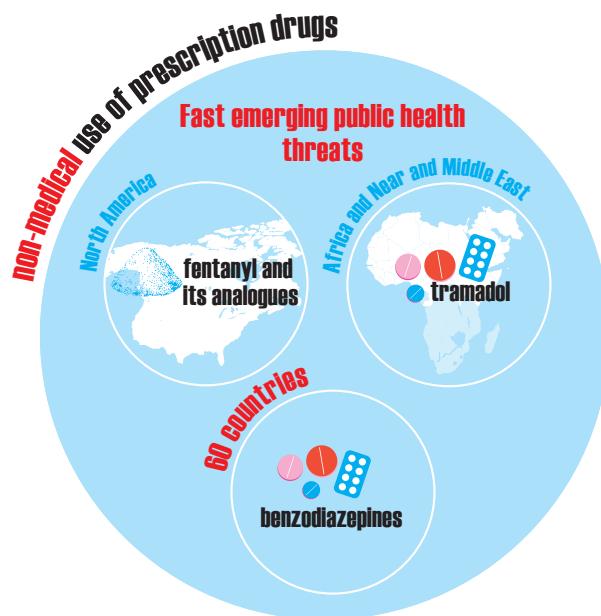 non-medical use of prescription drugs
Fast emerging public health
threats
North America
fentanyl and
its analogues
Africa and Near and Middle East
tramadol
60 countries
benzodiazepines